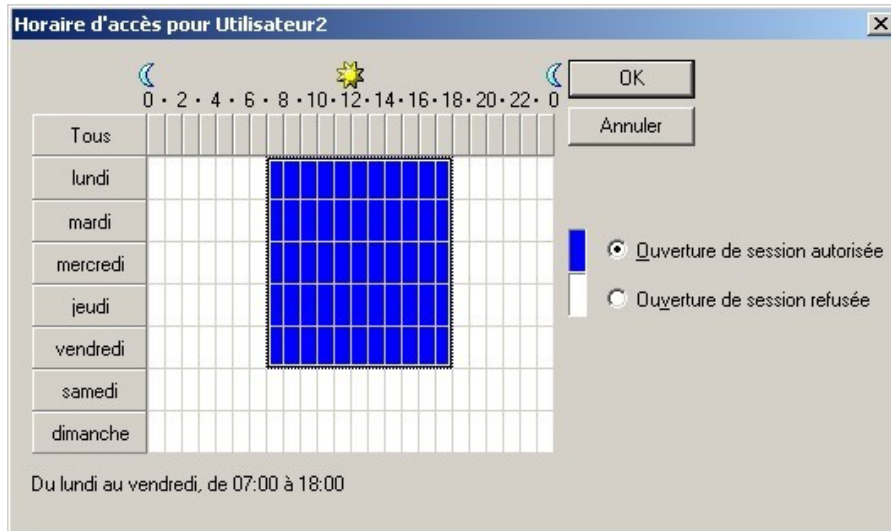 Horaire d'accès pour Utilisateur2
0 · 2 · 4 · 6 · 8 · 10 · 12 · 14 · 16 · 18 · 20 · 22 · 0
OK
Annuler
Tous
lundi
mardi
mercredi
jeudi
vendredi
samedi
dimanche
Ouverture de session autorisée
Ouverture de session refusée
Du lundi au vendredi, de 07:00 à 18:00